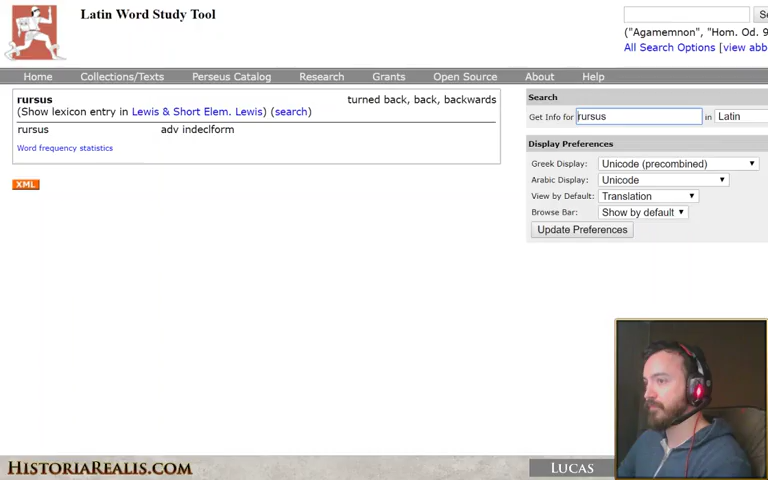 Latin Word Study Tool
Se
("Agamemnon", "Hom. Od. 9
All Search Options [view abb
Home Collections/Texts Perseus Catalog Research Grants Open Source About Help
rursus turned back, back, backwards
(Show lexicon entry in Lewis & Short Elem. Lewis) (search)
rursus adv indeclform
Word frequency statistics
XML
Search
Get Info for rursus in Latin
Display Preferences
Greek Display: Unicode (precombined)
Arabic Display: Unicode
View by Default: Translation
Browse Bar: Show by default
Update Preferences
HistoriaRealis.com
Lucas